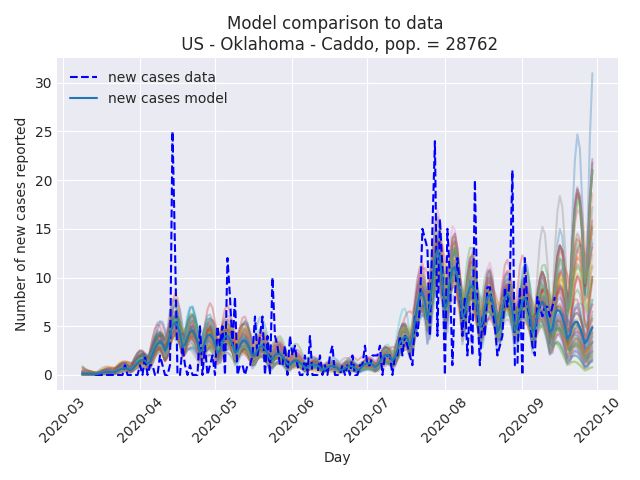 Model comparison to data
US - Oklahoma - Caddo, pop. = 28762
new cases data
new cases model
Number of new cases reported
30
25
20
15
10
5
0
2020-03
2020-04
2020-05
2020-06
2020-07
2020-08
2020-09
2020-10
Day